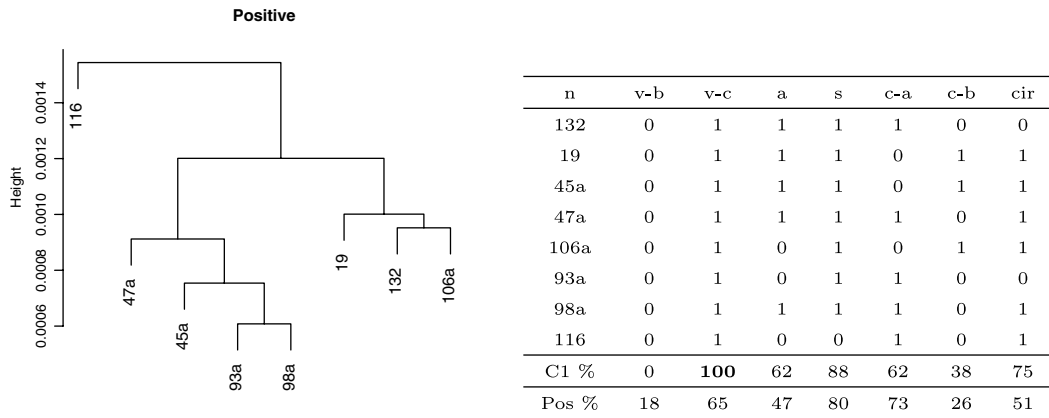 Positive
Height
0.0014
0.0012
0.0010
0.0008
0.0006
116
47a
45a
93a
98a
19
132
106a
n v-b v-c a s c-a c-b cir
132 0 1 1 1 1 0 0
19 0 1 1 1 0 1 1
45a 0 1 1 1 0 1 1
47a 0 1 1 1 1 0 1
106a 0 1 0 1 0 1 1
93a 0 1 0 1 1 0 0
98a 0 1 1 1 1 0 1
116 0 1 0 0 1 0 1
C1 % 0 100 62 88 62 38 75
Pos % 18 65 47 80 73 26 51